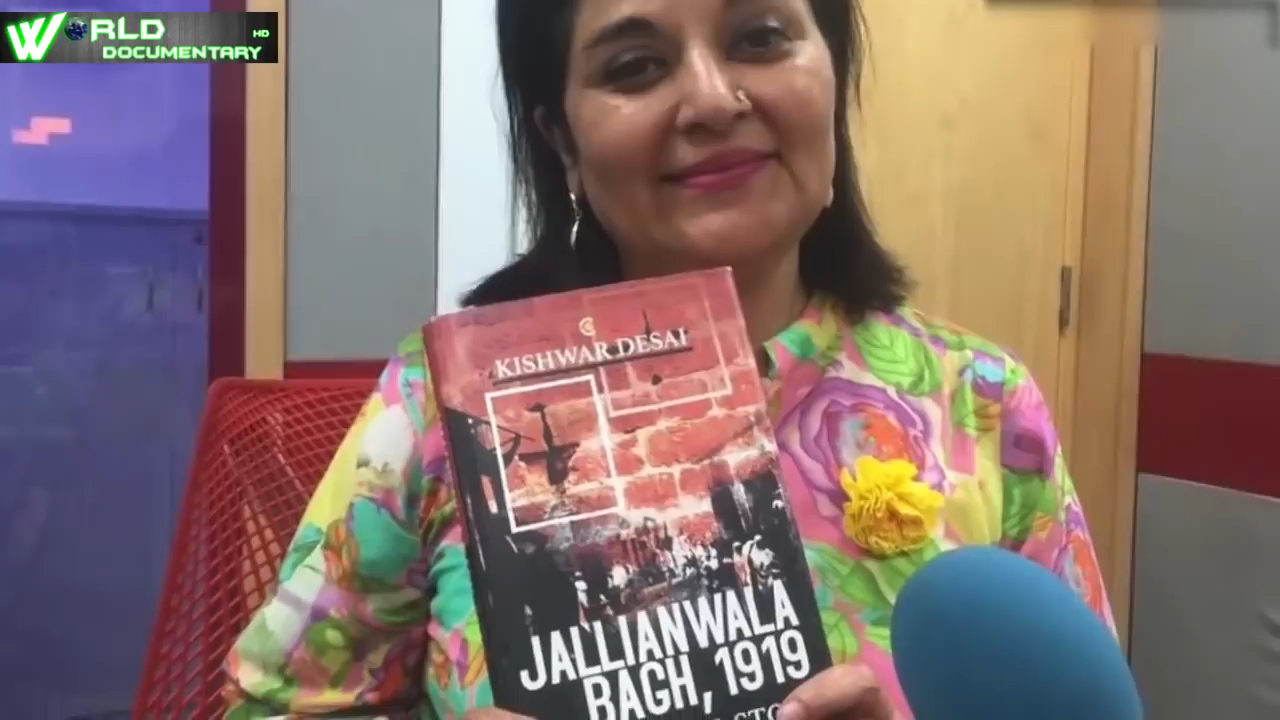 WORLD
DOCUMENTARY HD
KISHWAR DESAI
JALLIANWALA
BAGH, 1919